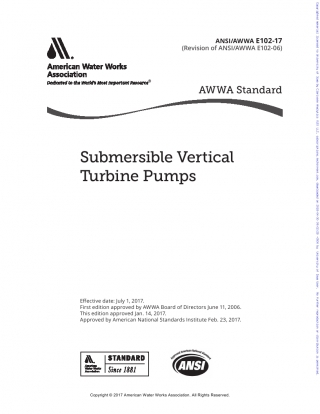 ANSI/AWWA E102-17
(Revision of ANSI/AWWA E102-06)
American Water Works
Association
Dedicated to the World's Most Important Resource®
AWWA Standard
Submersible Vertical
Turbine Pumps
Effective date: July 1, 2017.
First edition approved by AWWA Board of Directors June 11, 2006.
This edition approved Jan. 14, 2017.
Approved by American National Standards Institute Feb. 23, 2017.
American
Water Works
Association
STANDARD
Since 1881
ANSI
Copyright © 2017 American Water Works Association. All Rights Reserved.